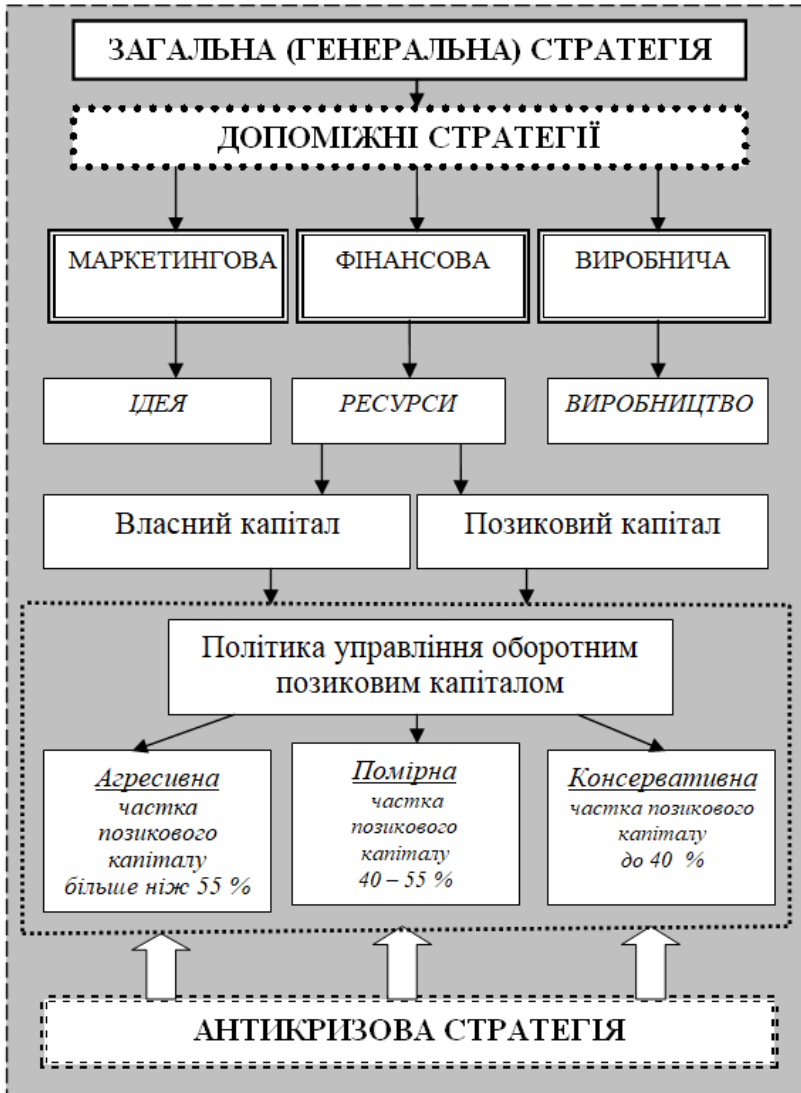 ЗАГАЛЬНА (ГЕНЕРАЛЬНА) СТРАТЕГІЯ
ДОПОМІЖНІ СТРАТЕГІЇ
МАРКЕТИНГОВА
ФІНАНСОВА
ВИРОБНИЧА
ІДЕЯ
РЕСУРСИ
ВИРОБНИЦТВО
Власний капітал
Позиковий капітал
Політика управління оборотним
позиковим капіталом
Агресивна
частка
позикового
капіталу
більше ніж 55 %
Помірна
частка
позикового
капіталу
40 – 55 %
Консервативна
частка позикового
капіталу
до 40 %
АНТИКРИЗОВА СТРАТЕГІЯ